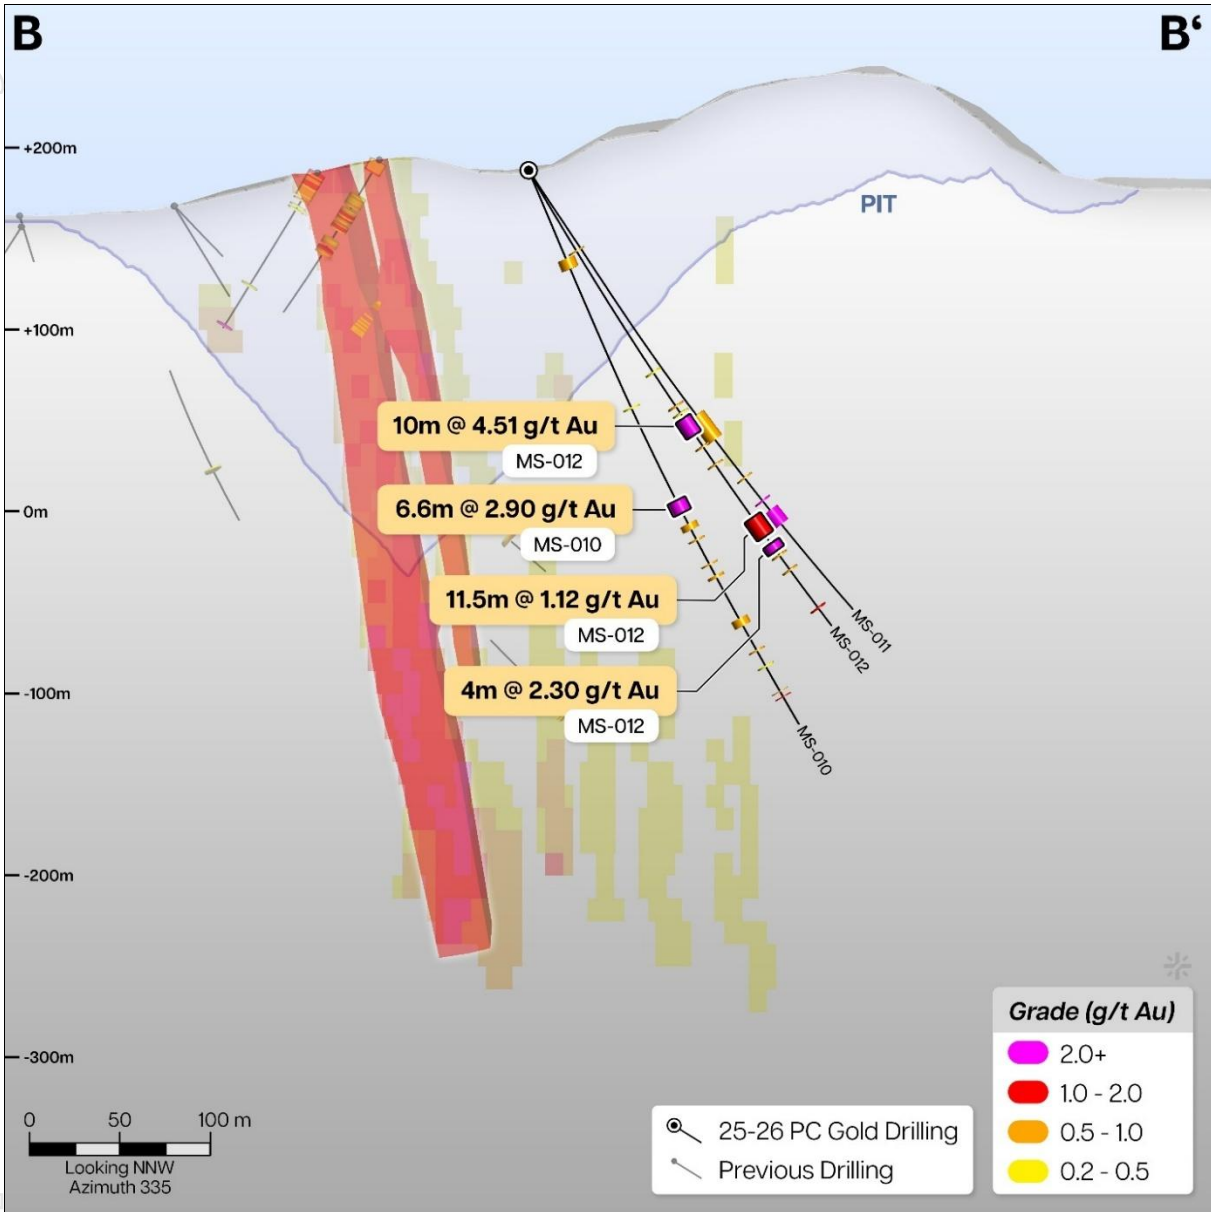 B
B‘
+200m
PIT
+100m
10m @ 4.51 g/t Au
MS-012
0m
6.6m @ 2.90 g/t Au
MS-010
11.5m @ 1.12 g/t Au
MS-012
MS-011
MS-012
-100m
4m @ 2.30 g/t Au
MS-012
MS-010
-200m
-300m
Grade (g/t Au)
2.0+
1.0 - 2.0
0.5 - 1.0
0.2 - 0.5
0 50 100 m
Looking NNW
Azimuth 335
25-26 PC Gold Drilling
Previous Drilling